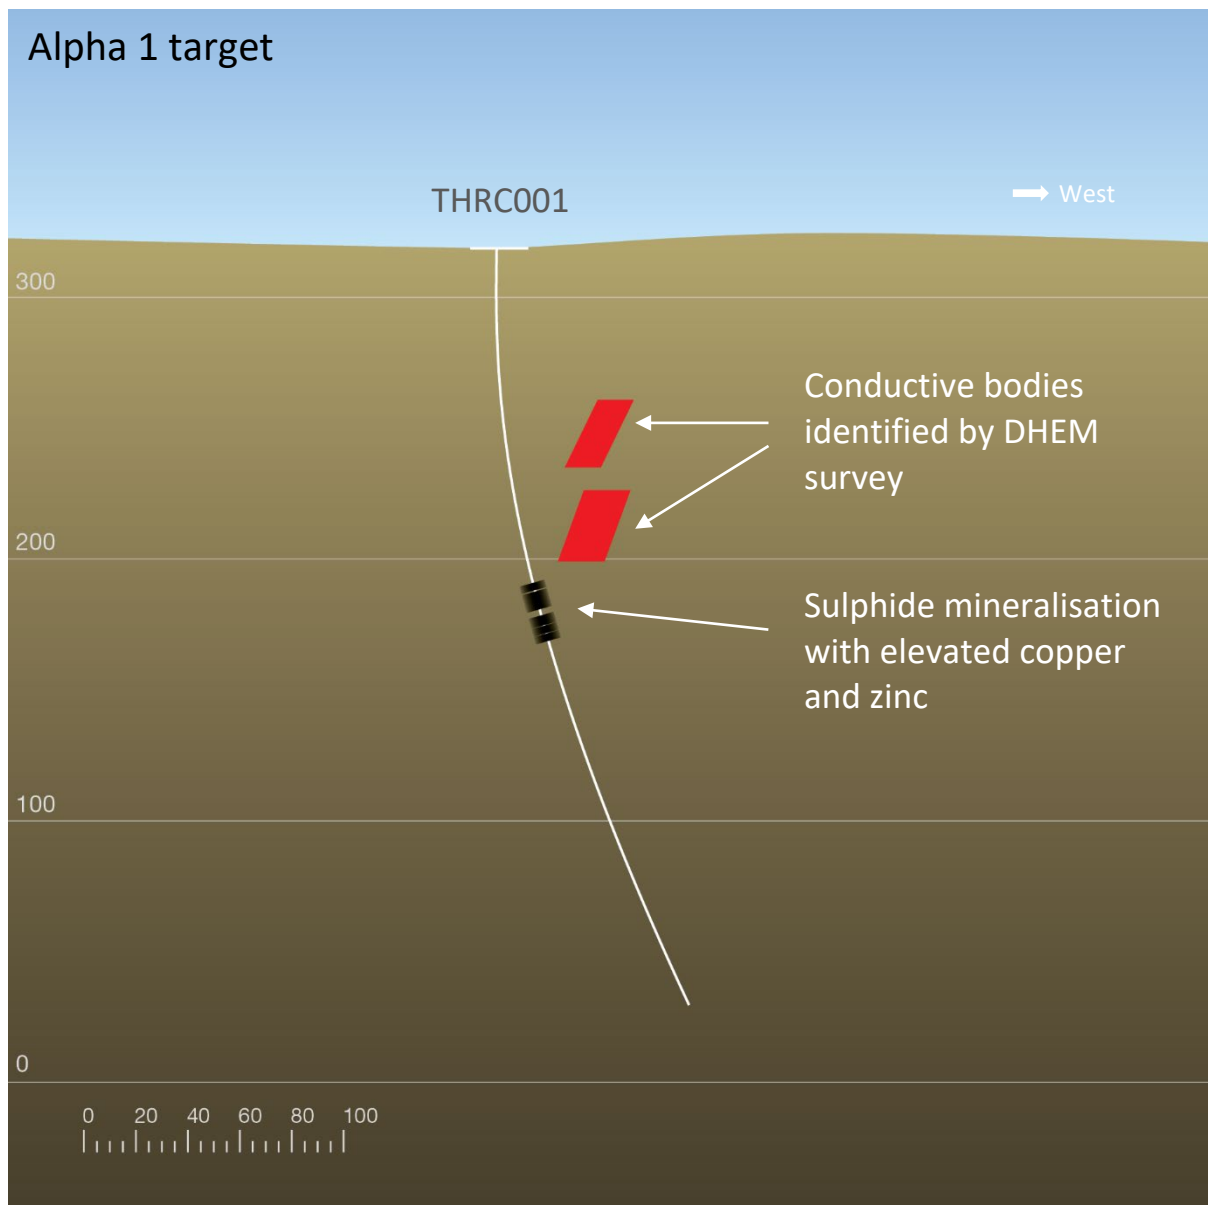 Alpha 1 target
THRC001
West
300
Conductive bodies
identified by DHEM
survey
200
Sulphide mineralisation
with elevated copper
and zinc
100
0
0 20 40 60 80 100